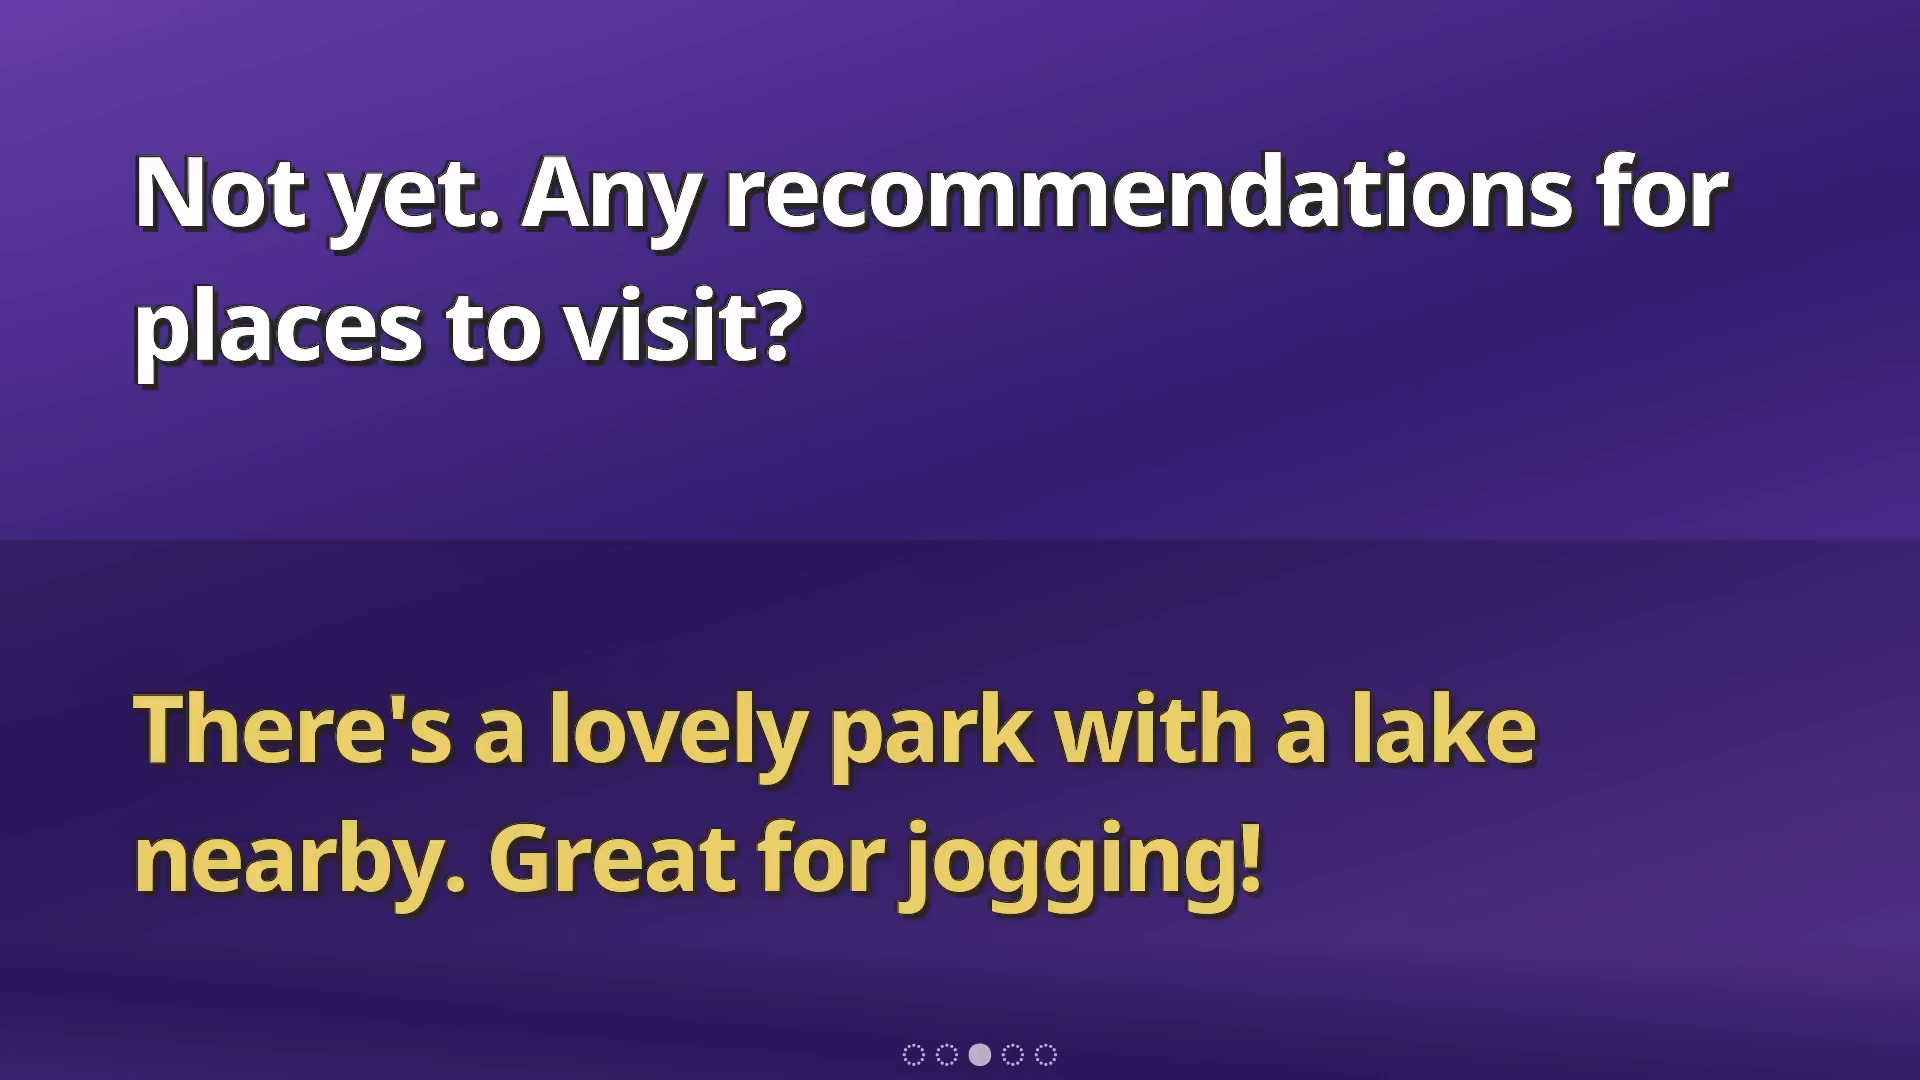 Not yet. Any recommendations for
places to visit?
There's a lovely park with a lake
nearby. Great for jogging!